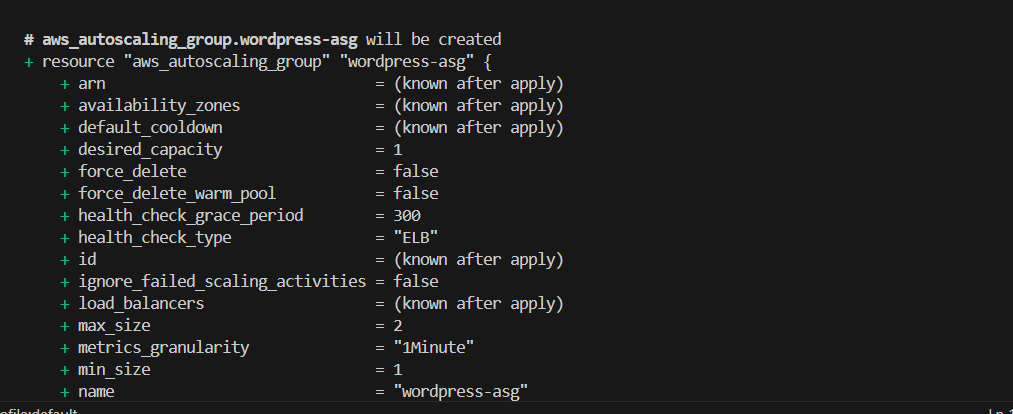 # aws_autoscaling_group.wordpress-asg will be created
+ resource "aws_autoscaling_group" "wordpress-asg" {
+ arn = (known after apply)
+ availability_zones = (known after apply)
+ default_cooldown = (known after apply)
+ desired_capacity = 1
+ force_delete = false
+ force_delete_warm_pool = false
+ health_check_grace_period = 300
+ health_check_type = "ELB"
+ id = (known after apply)
+ ignore_failed_scaling_activities = false
+ load_balancers = (known after apply)
+ max_size = 2
+ metrics_granularity = "1Minute"
+ min_size = 1
+ name = "wordpress-asg"